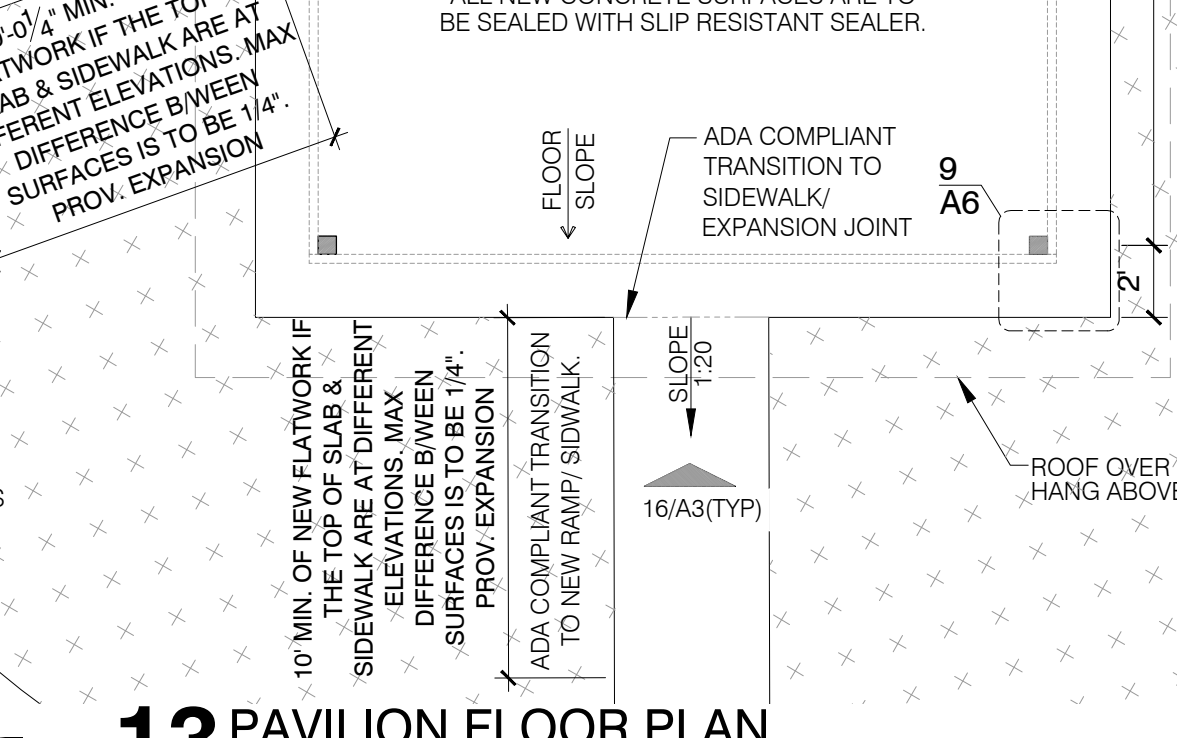 0'-01/4" MIN.
TWORK IF THE TOP
AB & SIDEWALK ARE AT
FERENT ELEVATIONS. MAX
DIFFERENCE B/WEEN
SURFACES IS TO BE 1/4".
PROV. EXPANSION
ALL NEW CONCRETE SURFACES ARE TO
BE SEALED WITH SLIP RESISTANT SEALER.
FLOOR
SLOPE
ADA COMPLIANT
TRANSITION TO
SIDEWALK/
EXPANSION JOINT
9
A6
2'
10' MIN. OF NEW FLATWORK IF
THE TOP OF SLAB &
SIDEWALK ARE AT DIFFERENT
ELEVATIONS. MAX
DIFFERENCE B/WEEN
SURFACES IS TO BE 1/4".
PROV. EXPANSION
ADA COMPLIANT TRANSITION
TO NEW RAMP/ SIDWALK.
SLOPE
1:20
16/A3(TYP)
ROOF OVER
HANG ABOVE
S
13 PAVILION FLOOR PLAN